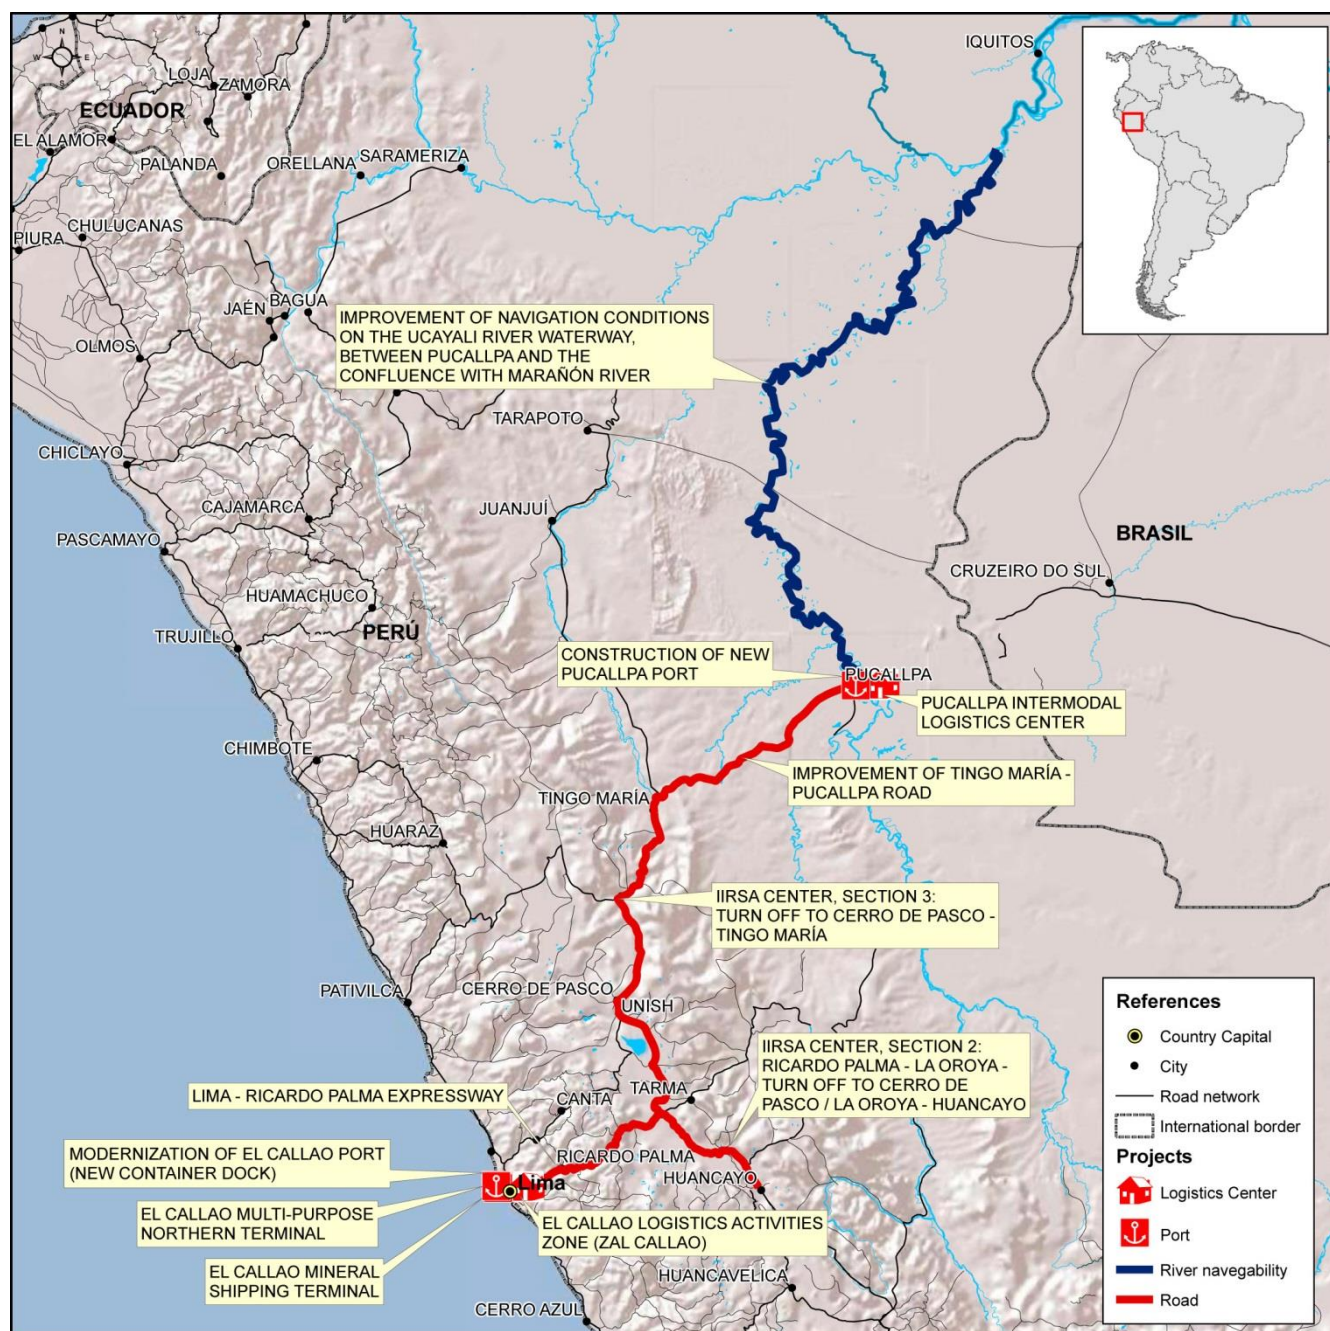 N
W
E
S
IQUITOS
LOJA
ZAMORA
ECUADOR
EL ALAMOR
PALANDA
ORELLANA
SARAMERIZA
CHULUCANAS
PIURA
JAÉN
BAGUA
OLMOS
IMPROVEMENT OF NAVIGATION CONDITIONS
ON THE UCAYALI RIVER WATERWAY,
BETWEEN PUCALLPA AND THE
CONFLUENCE WITH MARAÑÓN RIVER
TARAPOTO
CHICLAYO
CAJAMARCA
JUANJUÍ
PASCAMAYO
BRASIL
CRUZEIRO DO SUL
HUAMACHUCO
TRUJILLO
PERÚ
CONSTRUCTION OF NEW
PUCALLPA PORT
PUCALLPA
PUCALLPA INTERMODAL
LOGISTICS CENTER
CHIMBOTE
IMPROVEMENT OF TINGO MARÍA -
PUCALLPA ROAD
TINGO MARÍA
HUARAZ
IIRSA CENTER, SECTION 3:
TURN OFF TO CERRO DE PASCO -
TINGO MARÍA
CERRO DE PASCO
PATIVILCA
UNISH
IIRSA CENTER, SECTION 2:
RICARDO PALMA - LA OROYA -
TURN OFF TO CERRO DE
PASCO / LA OROYA - HUANCAYO
TARMA
LIMA - RICARDO PALMA EXPRESSWAY
CANTA
MODERNIZATION OF EL CALLAO PORT
(NEW CONTAINER DOCK)
RICARDO PALMA
HUANCAYO
Lima
EL CALLAO MULTI-PURPOSE
NORTHERN TERMINAL
EL CALLAO LOGISTICS ACTIVITIES
ZONE (ZAL CALLAO)
EL CALLAO MINERAL
SHIPPING TERMINAL
HUANCAVELICA
CERRO AZUL
References
Country Capital
City
Road network
International border
Projects
Logistics Center
Port
River navegability
Road